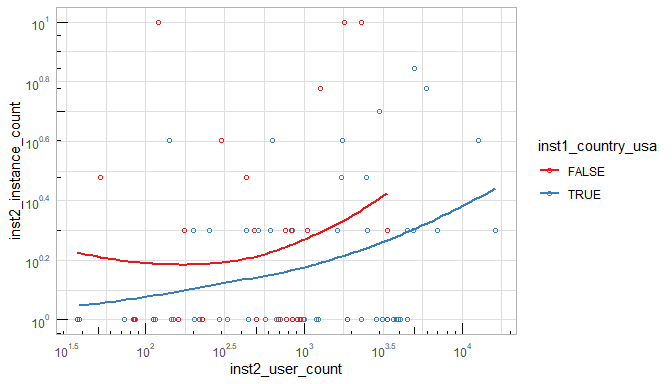 inst2_instance_count
10^1
10^0.8
10^0.6
10^0.4
10^0.2
10^0
10^1.5
10^2
10^2.5
10^3
10^3.5
10^4
inst2_user_count
inst1_country_usa
FALSE
TRUE